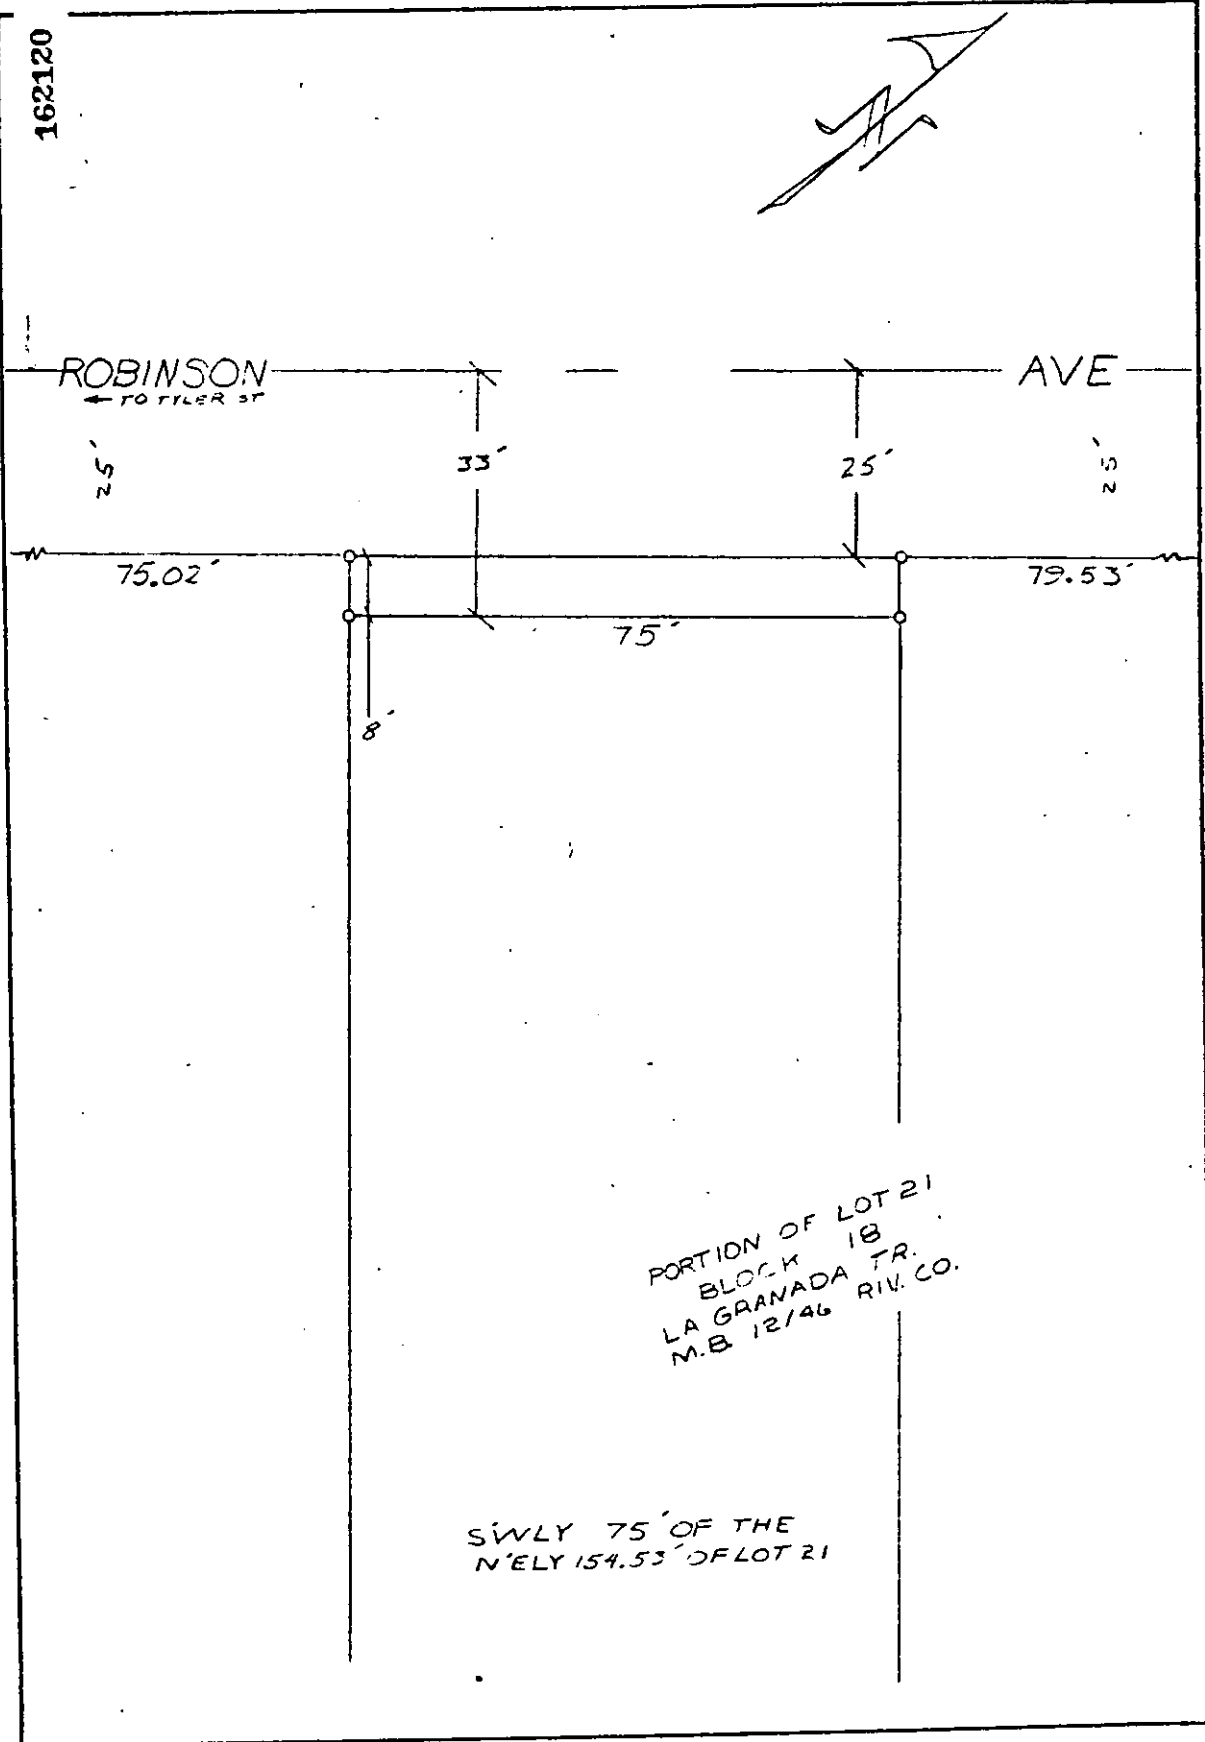 162120
N
ROBINSON AVE
← TO TYLER ST
25' 33' 25' 25'
75.02' 79.53'
75'
8'
PORTION OF LOT 21
BLOCK 18
LA GRANADA TR.
M.B. 12/46 RIV. CO.
S'WLY 75' OF THE
N'ELY 154.53' OF LOT 21